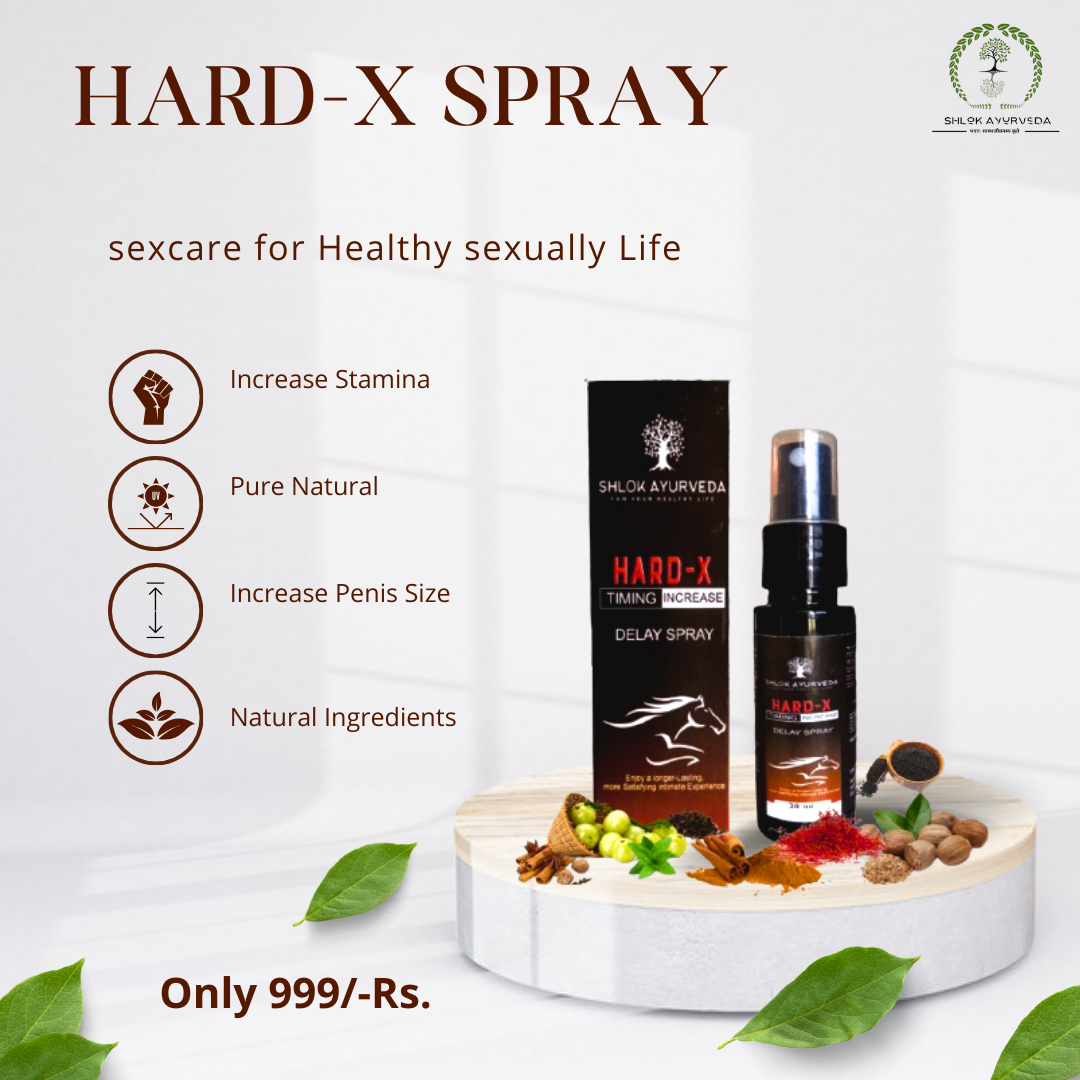 HARD-X SPRAY
SHLOK AYURVEDA
sexcare for Healthy sexually Life
Increase Stamina
UV
Pure Natural
Increase Penis Size
Natural Ingredients
SHLOK AYURVEDA
HARD-X
TIMING INCREASE
DELAY SPRAY
Enjoy a longer-Lasting,
more Satisfying intimate Experience
SHLOK AYURVEDA
HARD-X
TIMING
DELAY SPRAY
Only 999/-Rs.